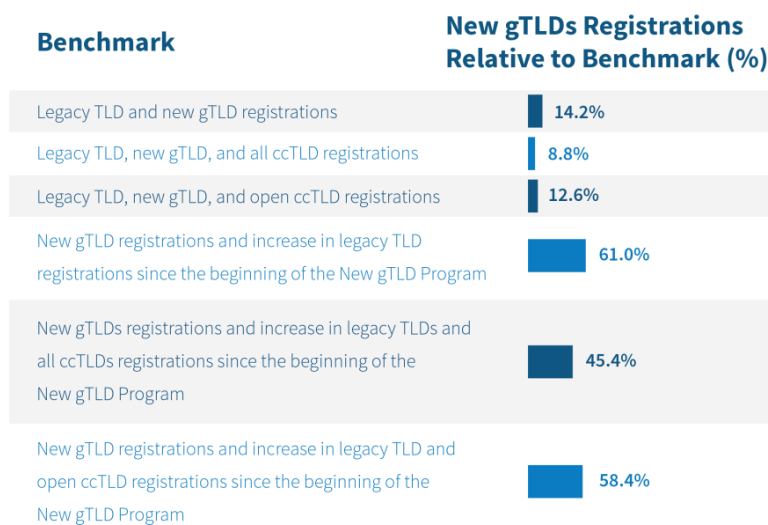 Benchmark
New gTLDs Registrations
Relative to Benchmark (%)
Legacy TLD and new gTLD registrations
14.2%
Legacy TLD, new gTLD, and all ccTLD registrations
8.8%
Legacy TLD, new gTLD, and open ccTLD registrations
12.6%
New gTLD registrations and increase in legacy TLD
registrations since the beginning of the New gTLD Program
61.0%
New gTLDs registrations and increase in legacy TLDs and
all ccTLDs registrations since the beginning of the
New gTLD Program
45.4%
New gTLD registrations and increase in legacy TLD and
open ccTLD registrations since the beginning of the
New gTLD Program
58.4%